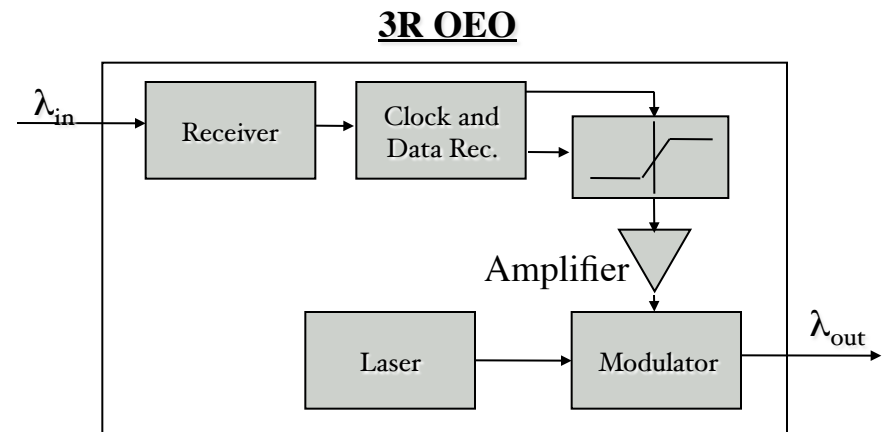 3R OEO
λin
Receiver
Clock and
Data Rec.
Amplifier
Laser
Modulator
λout